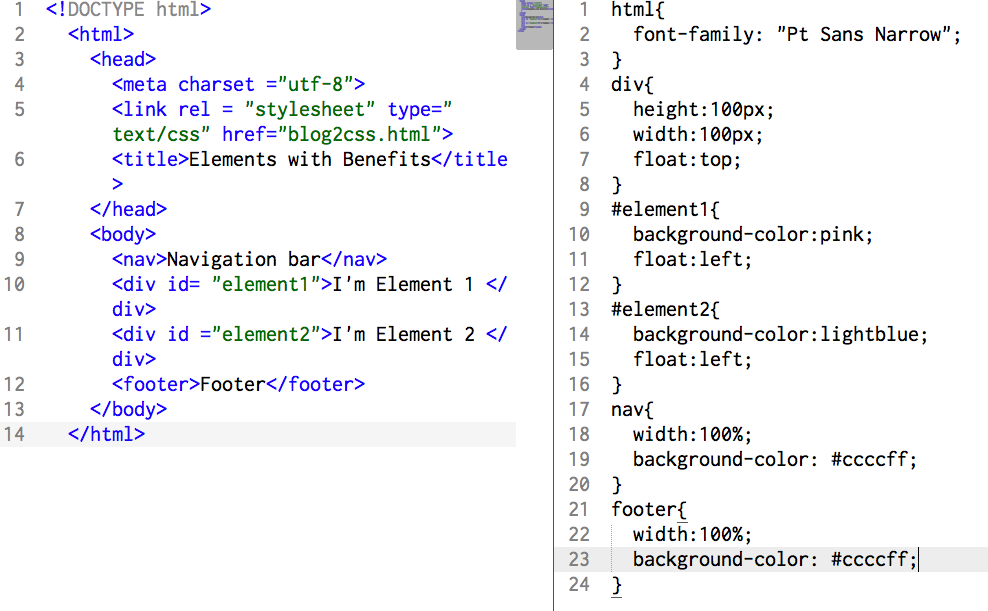 1 <!DOCTYPE html>
2 <html>
3 <head>
4 <meta charset ="utf-8">
5 <link rel = "stylesheet" type="
text/css" href="blog2css.html">
6 <title>Elements with Benefits</title
>
7 </head>
8 <body>
9 <nav>Navigation bar</nav>
10 <div id= "element1">I'm Element 1 </
div>
11 <div id ="element2">I'm Element 2 </
div>
12 <footer>Footer</footer>
13 </body>
14 </html>
1 html{
2 font-family: "Pt Sans Narrow";
3 }
4 div{
5 height:100px;
6 width:100px;
7 float:top;
8 }
9 #element1{
10 background-color:pink;
11 float:left;
12 }
13 #element2{
14 background-color:lightblue;
15 float:left;
16 }
17 nav{
18 width:100%;
19 background-color: #ccccff;
20 }
21 footer{
22 width:100%;
23 background-color: #ccccff;
24 }